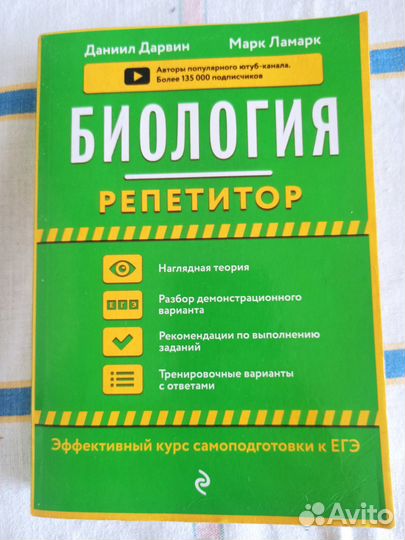 Даниил Дарвин Марк Ламарк
Авторы популярного ютуб-канала.
Более 135 000 подписчиков
БИОЛОГИЯ
РЕПЕТИТОР
Наглядная теория
ЕГЭ
Разбор демонстрационного
варианта
Рекомендации по выполнению
заданий
Тренировочные варианты
с ответами
Эффективный курс самоподготовки к ЕГЭ
Avito